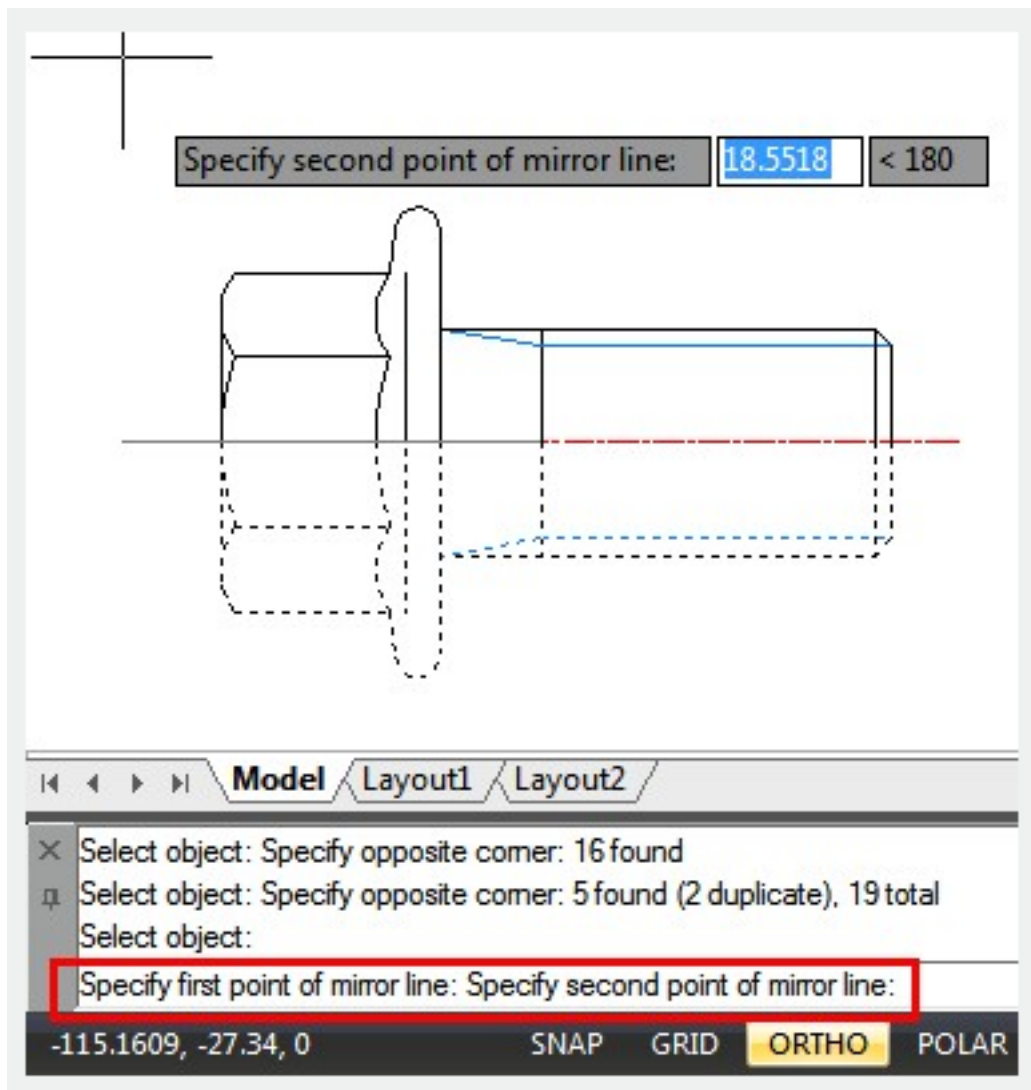 Specify second point of mirror line: 18.5518 < 180
Model Layout1 Layout2
Select object: Specify opposite corner: 16 found
Select object: Specify opposite corner: 5 found (2 duplicate), 19 total
Select object:
Specify first point of mirror line: Specify second point of mirror line:
-115.1609, -27.34, 0 SNAP GRID ORTHO POLAR